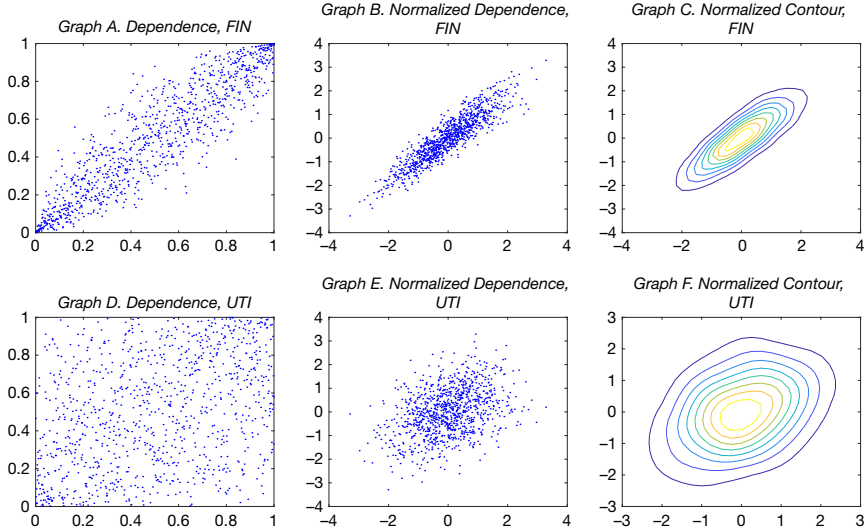 Graph A. Dependence, FIN
1
0.8
0.6
0.4
0.2
0
0 0.2 0.4 0.6 0.8 1
Graph B. Normalized Dependence,
FIN
4
3
2
1
0
–1
–2
–3
–4
–4 –2 0 2 4
Graph C. Normalized Contour,
FIN
4
3
2
1
0
–1
–2
–3
–4
–4 –2 0 2 4
Graph D. Dependence, UTI
1
0.8
0.6
0.4
0.2
0
0 0.2 0.4 0.6 0.8 1
Graph E. Normalized Dependence,
UTI
4
3
2
1
0
–1
–2
–3
–4
–4 –2 0 2 4
Graph F. Normalized Contour,
UTI
3
2
1
0
–1
–2
–3
–3 –2 –1 0 1 2 3